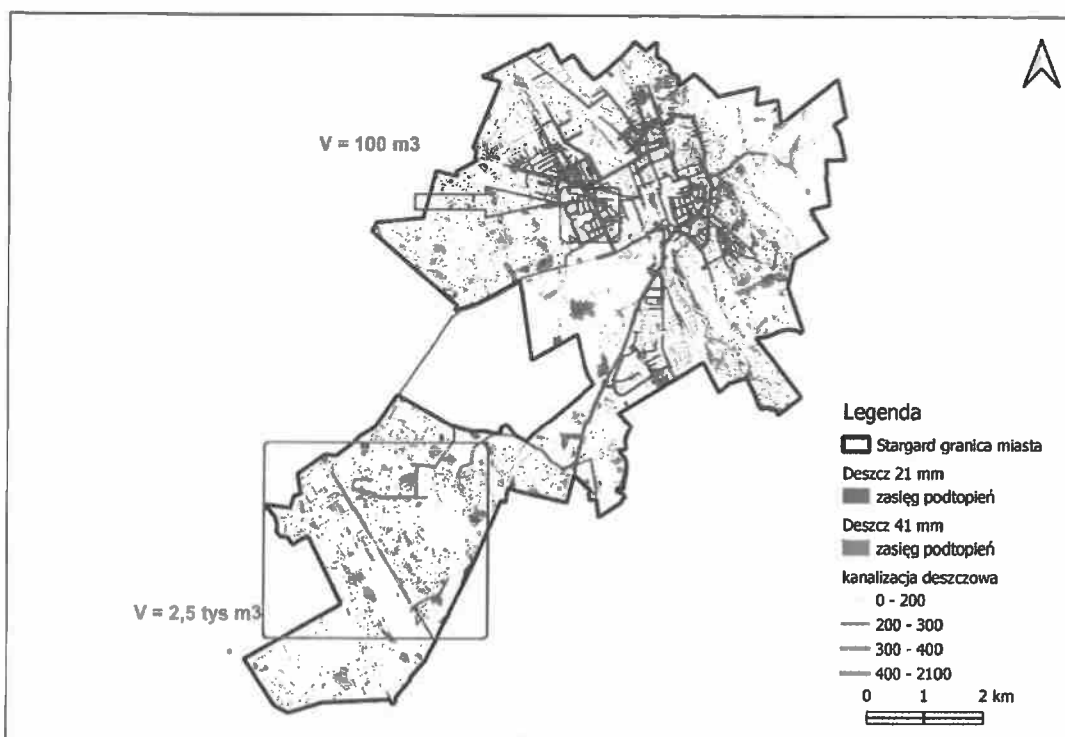 V = 100 m3
V = 2,5 tys m3
Legenda
Stargard granica miasta
Deszcz 21 mm
zasięg podtopień
Deszcz 41 mm
zasięg podtopień
kanalizacja deszczowa
0 - 200
200 - 300
300 - 400
400 - 2100
0 1 2 km